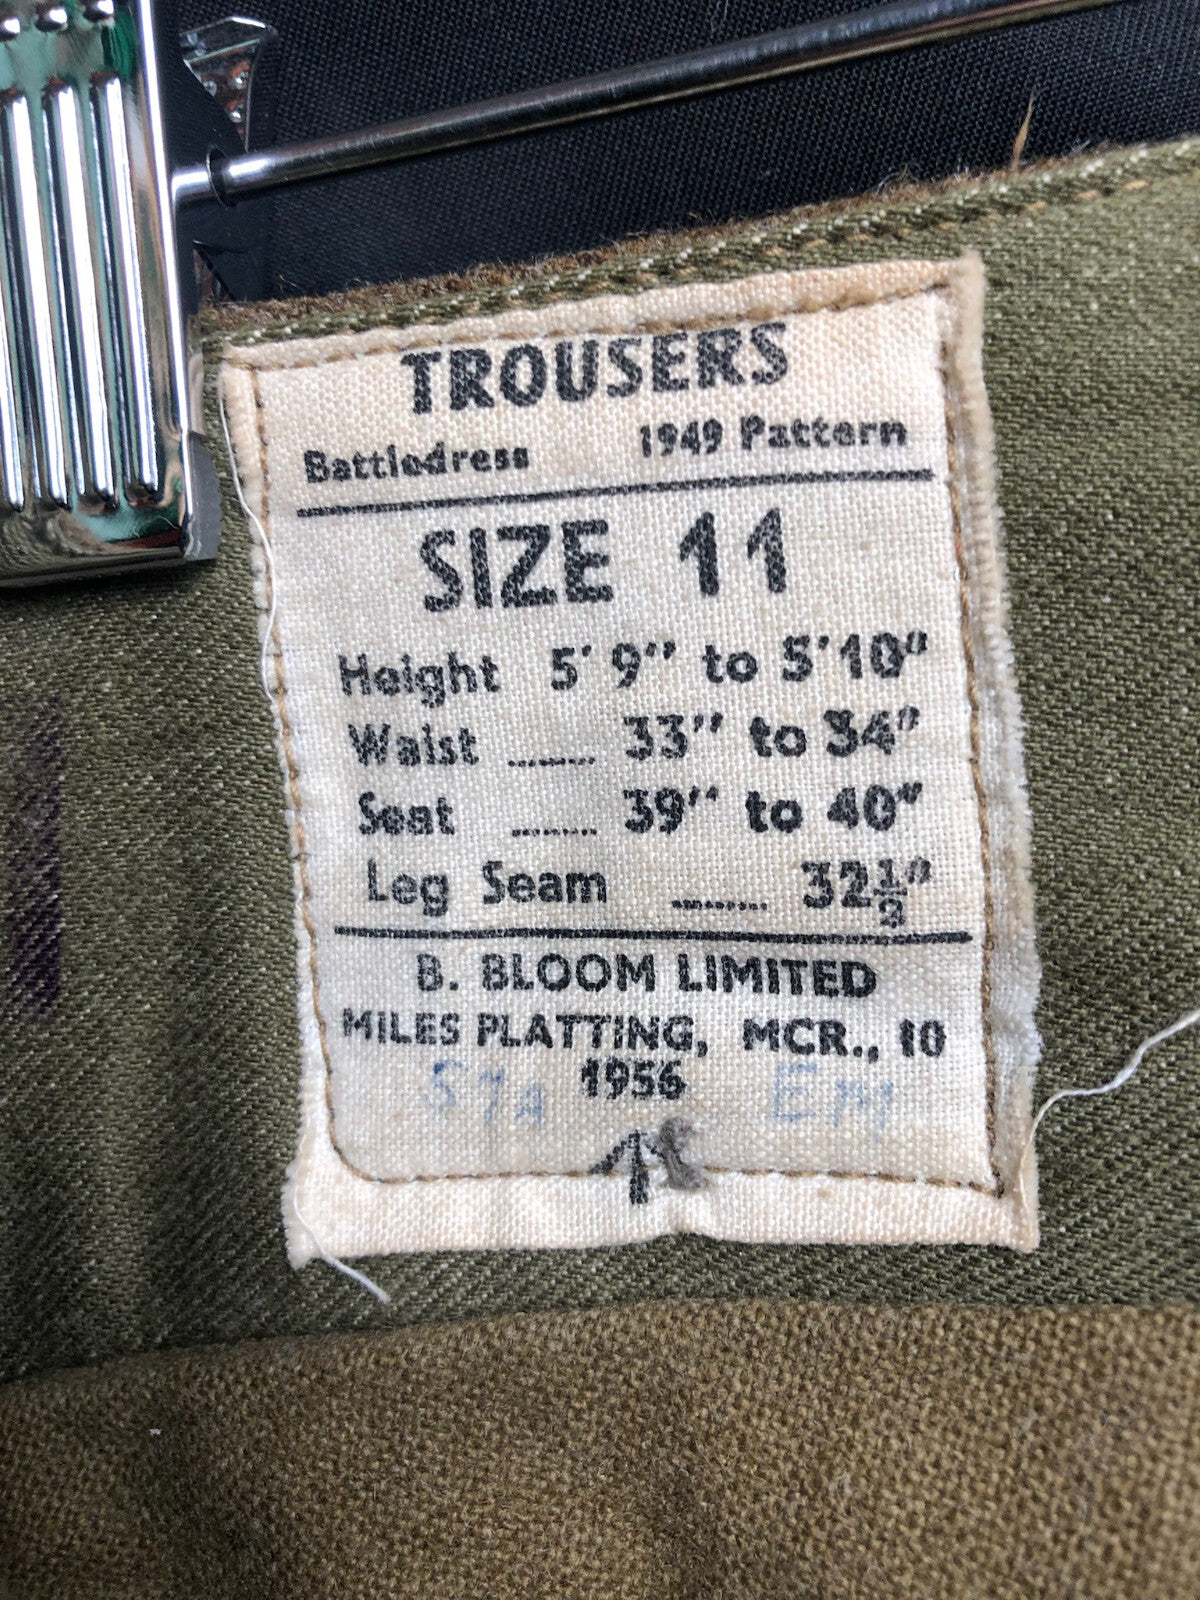 TROUSERS
Battledress 1949 Pattern
SIZE 11
Height 5' 9" to 5'10"
Waist ........ 33" to 34"
Seat ........ 39" to 40"
Leg Seam ........ 32½"
B. BLOOM LIMITED
MILES PLATTING, MCR., 10
1956